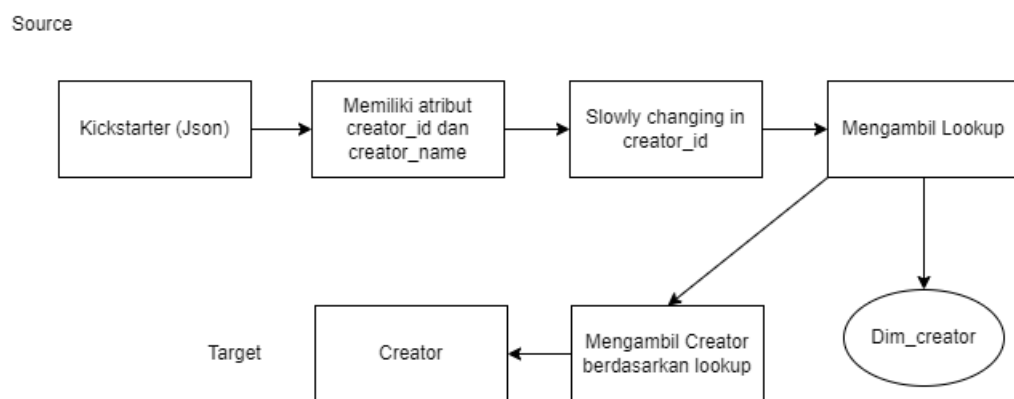 Source
Kickstarter (Json)
Memiliki atribut
creator_id dan
creator_name
Slowly changing in
creator_id
Mengambil Lookup
Target
Creator
Mengambil Creator
berdasarkan lookup
Dim_creator